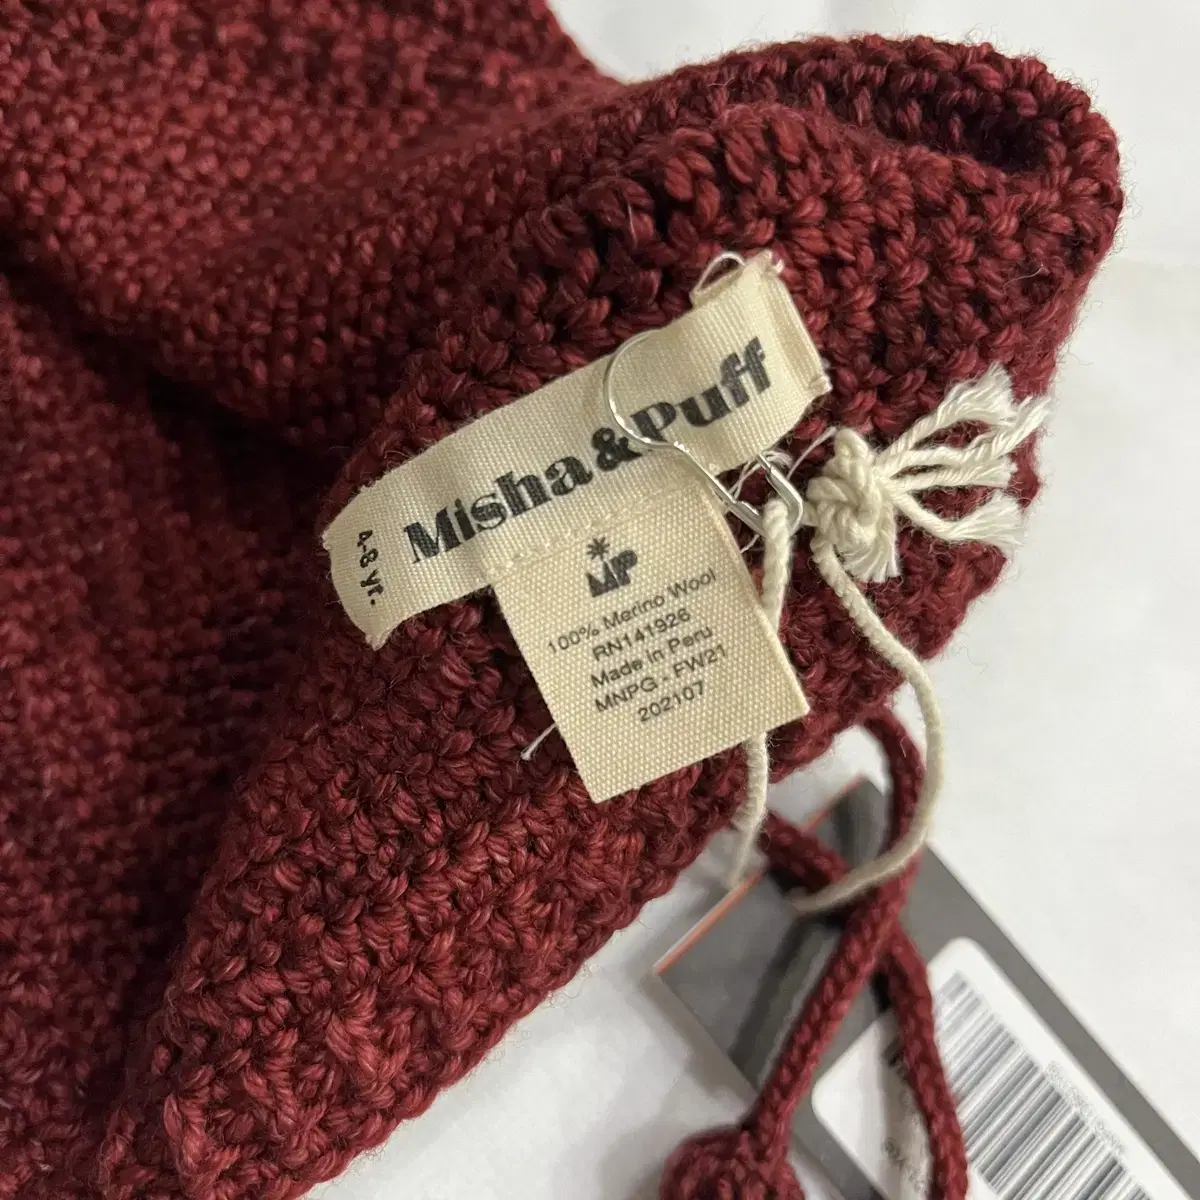 Misha & Puff
4-8 yr.
MP
100% Merino Wool
RN141926
Made in Peru
MNPG - FW21
202107